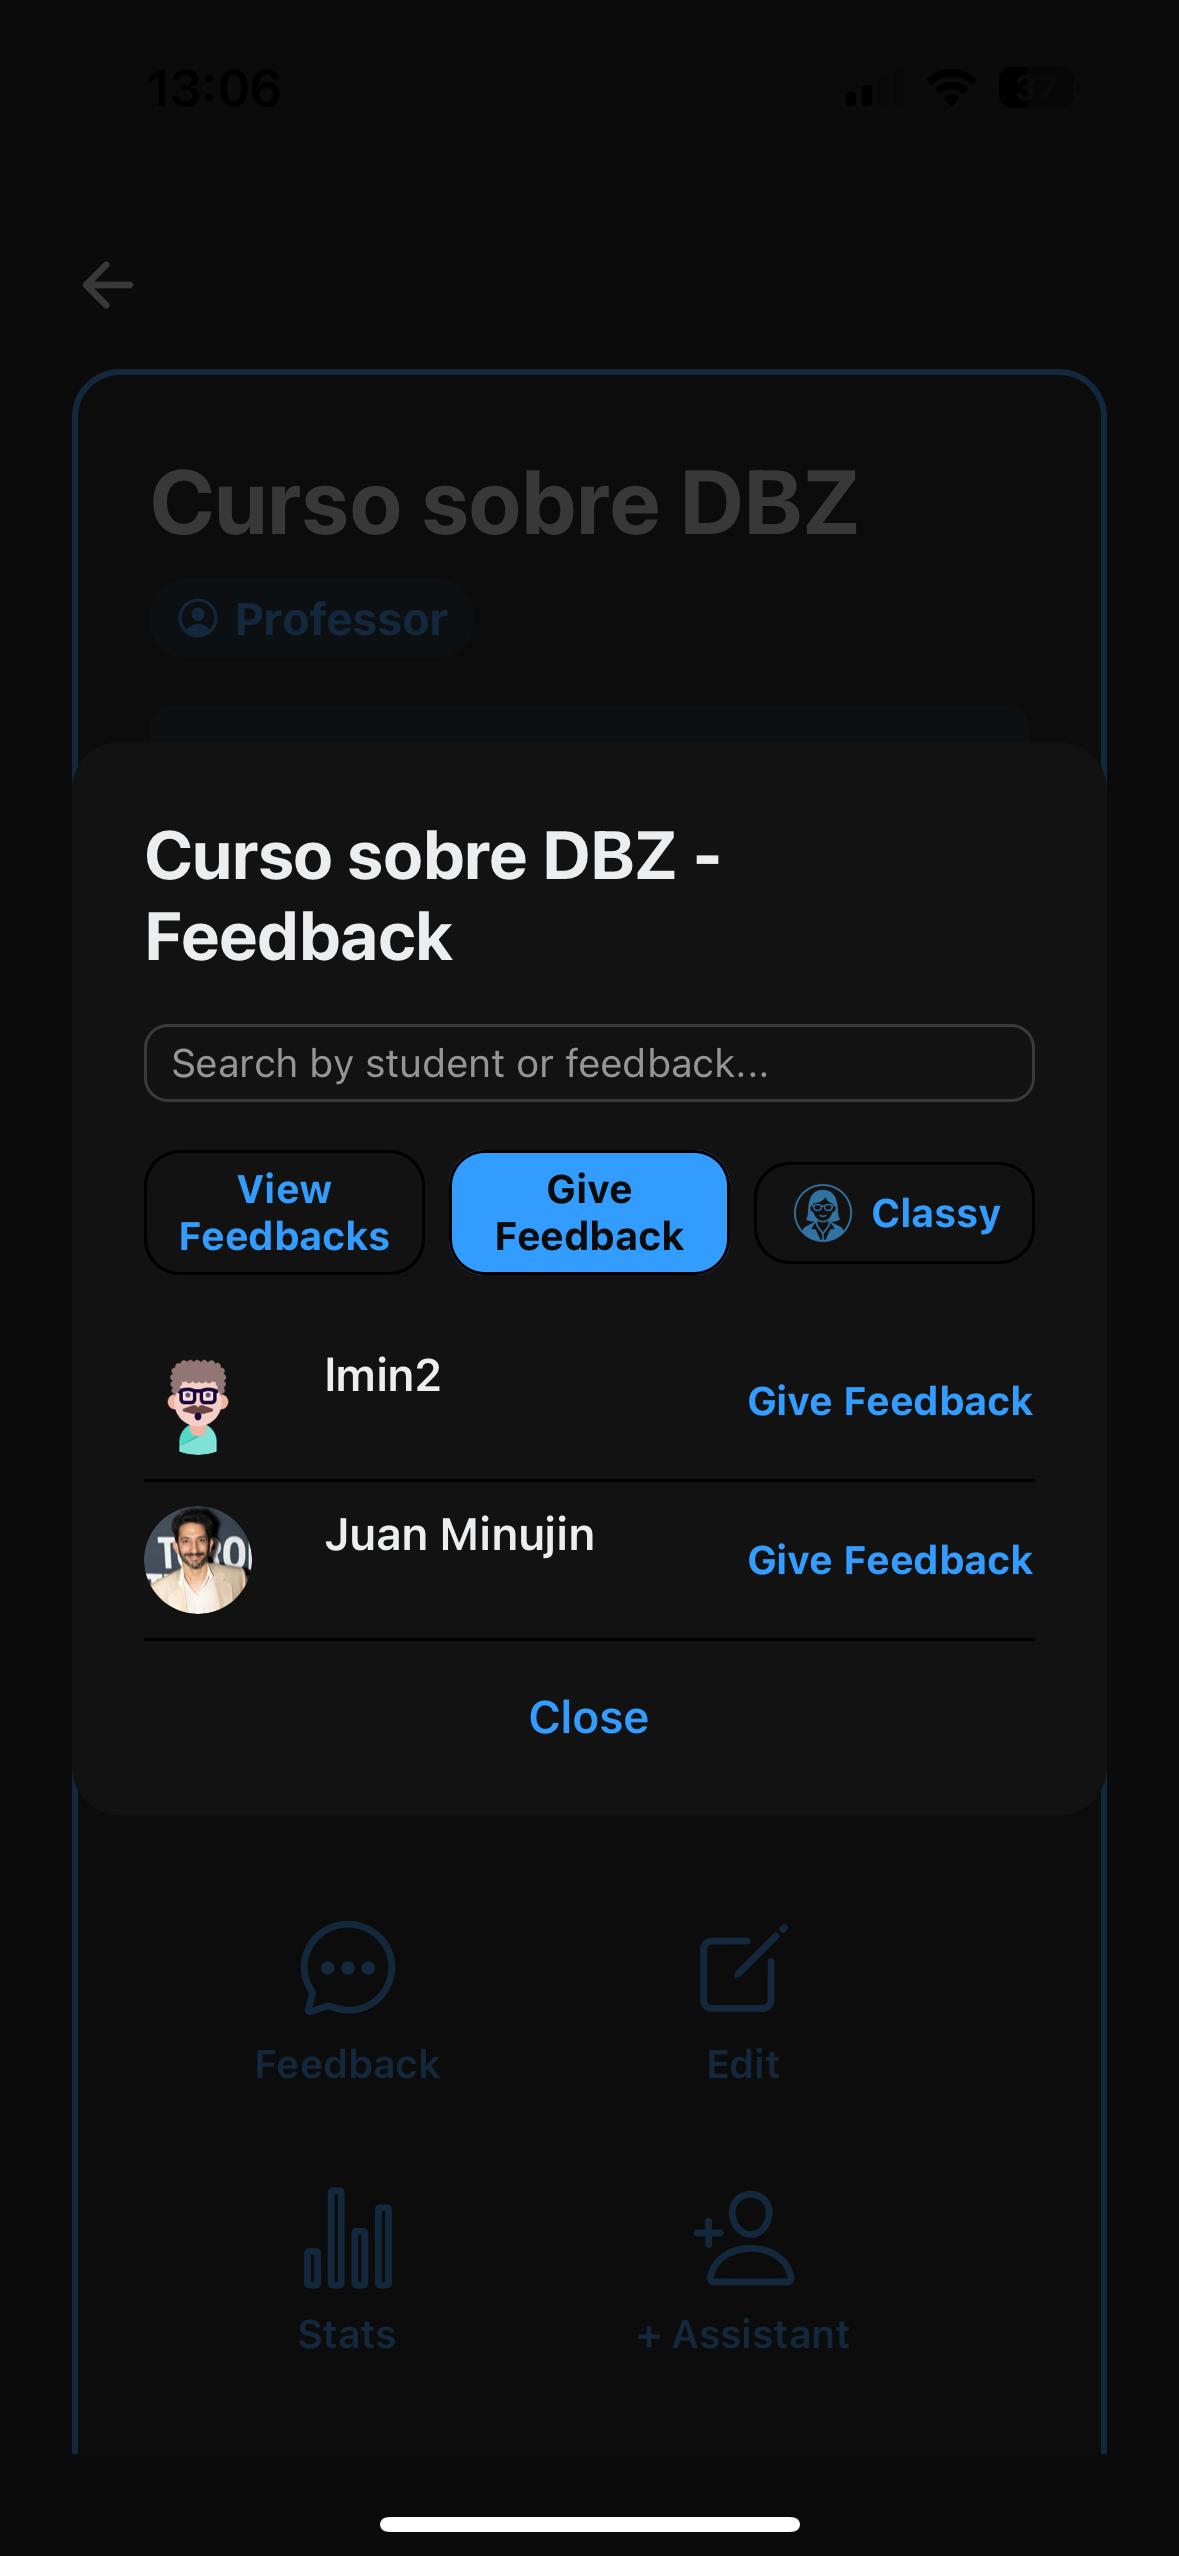 13:06
37
Curso sobre DBZ
Professor
Curso sobre DBZ -
Feedback
Search by student or feedback...
View
Feedbacks
Give
Feedback
Classy
lmin2
Give Feedback
Juan Minujin
Give Feedback
Close
Feedback
Edit
Stats
+ Assistant